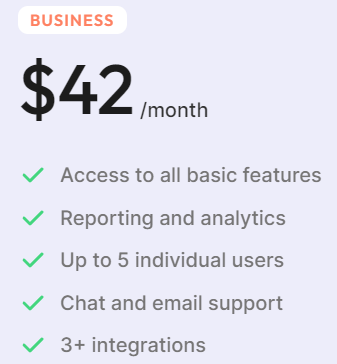 BUSINESS
$42 /month
Access to all basic features
Reporting and analytics
Up to 5 individual users
Chat and email support
3+ integrations